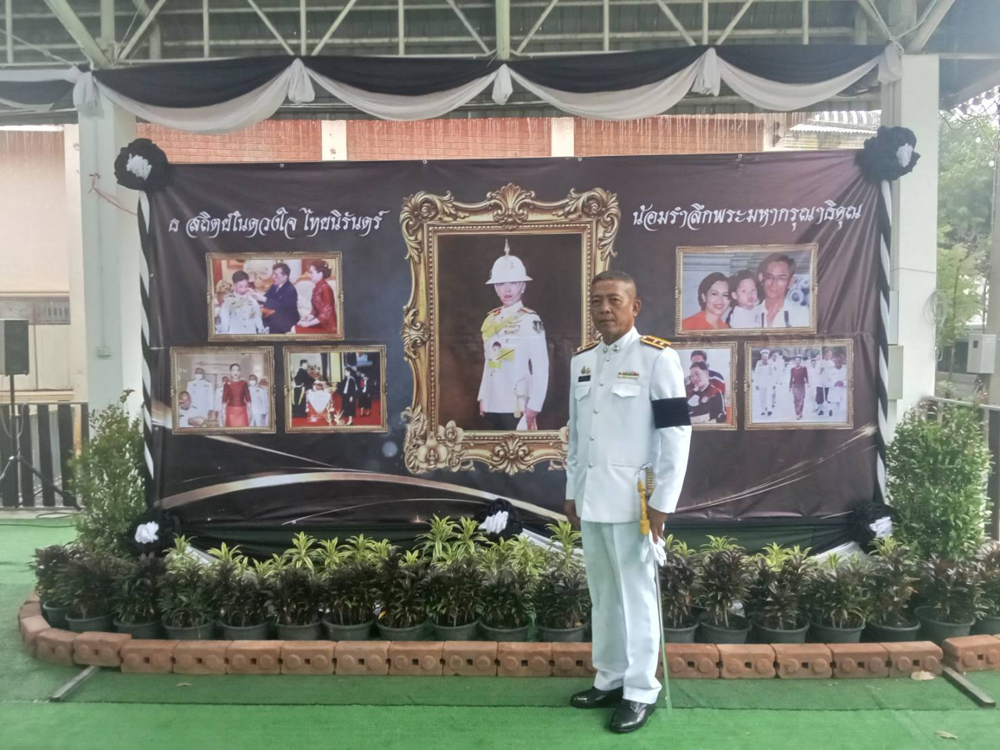 ธ สถิตย์ในดวงใจ ไทยนิรันดร์
น้อมรำลึกพระมหากรุณาธิคุณ